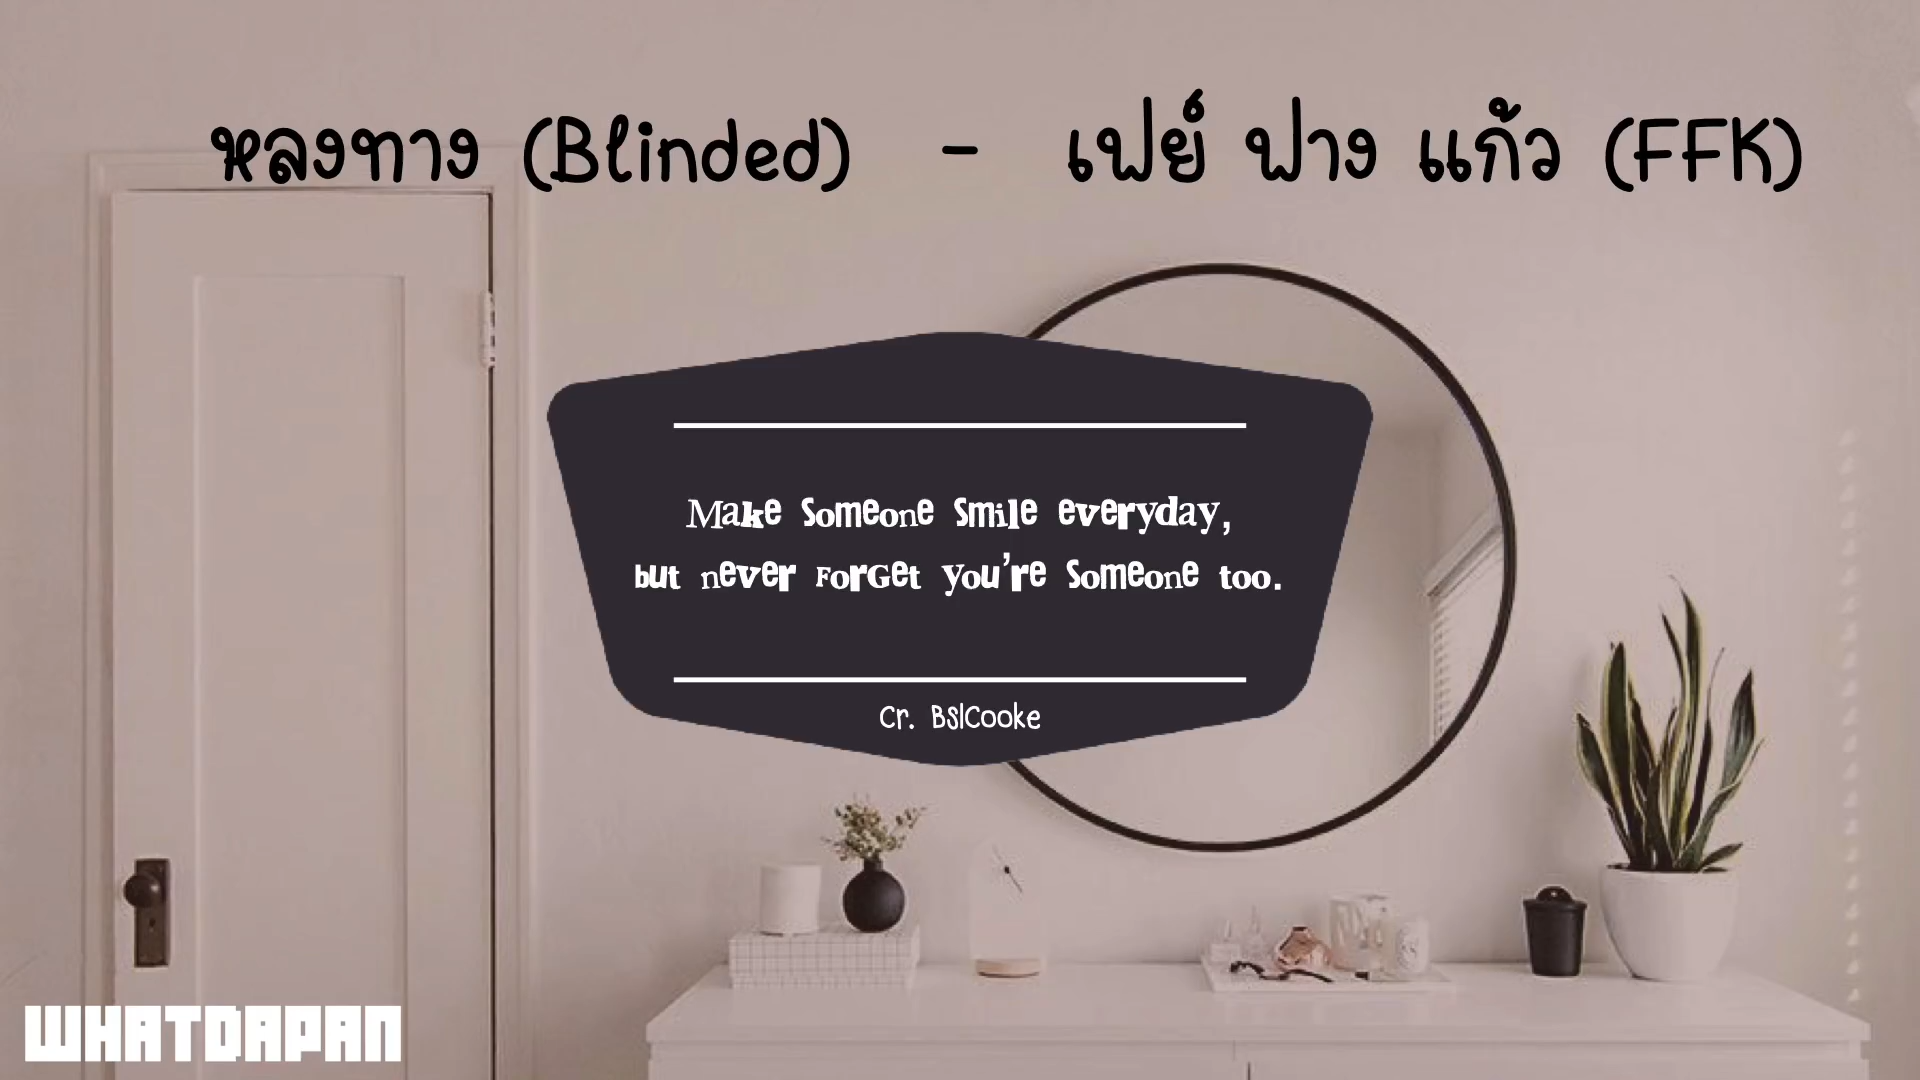 หลงทาง (Blinded) - เฟย์ ฟาง แก้ว (FFK)
Make Someone Smile everyday,
but never Forget you're Someone too.
Cr. BslCooke
WHATDAPAN